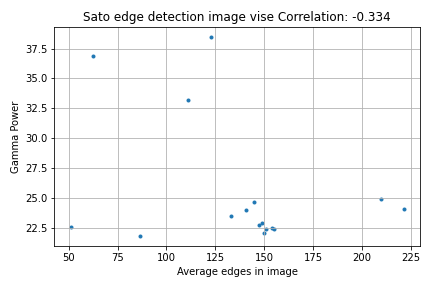 Sato edge detection image vise Correlation: -0.334
37.5
35.0
32.5
30.0
27.5
25.0
22.5
Gamma Power
50 75 100 125 150 175 200 225
Average edges in image